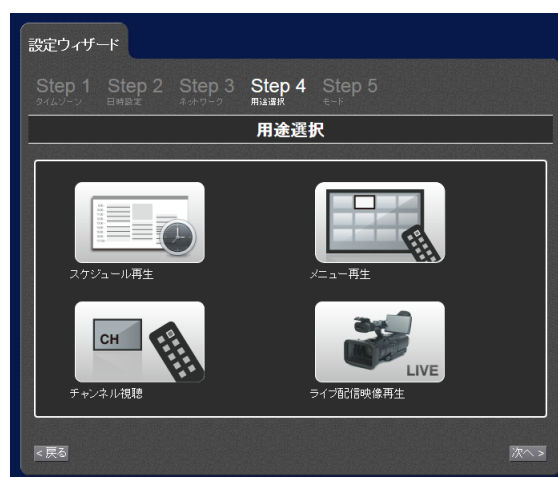 設定ウィザード
Step 1 Step 2 Step 3 Step 4 Step 5
タイムゾーン 日時設定 ネットワーク 用途選択 モード
用途選択
スケジュール再生 メニュー再生
CH
LIVE
チャンネル視聴 ライブ配信映像再生
< 戻る 次へ >